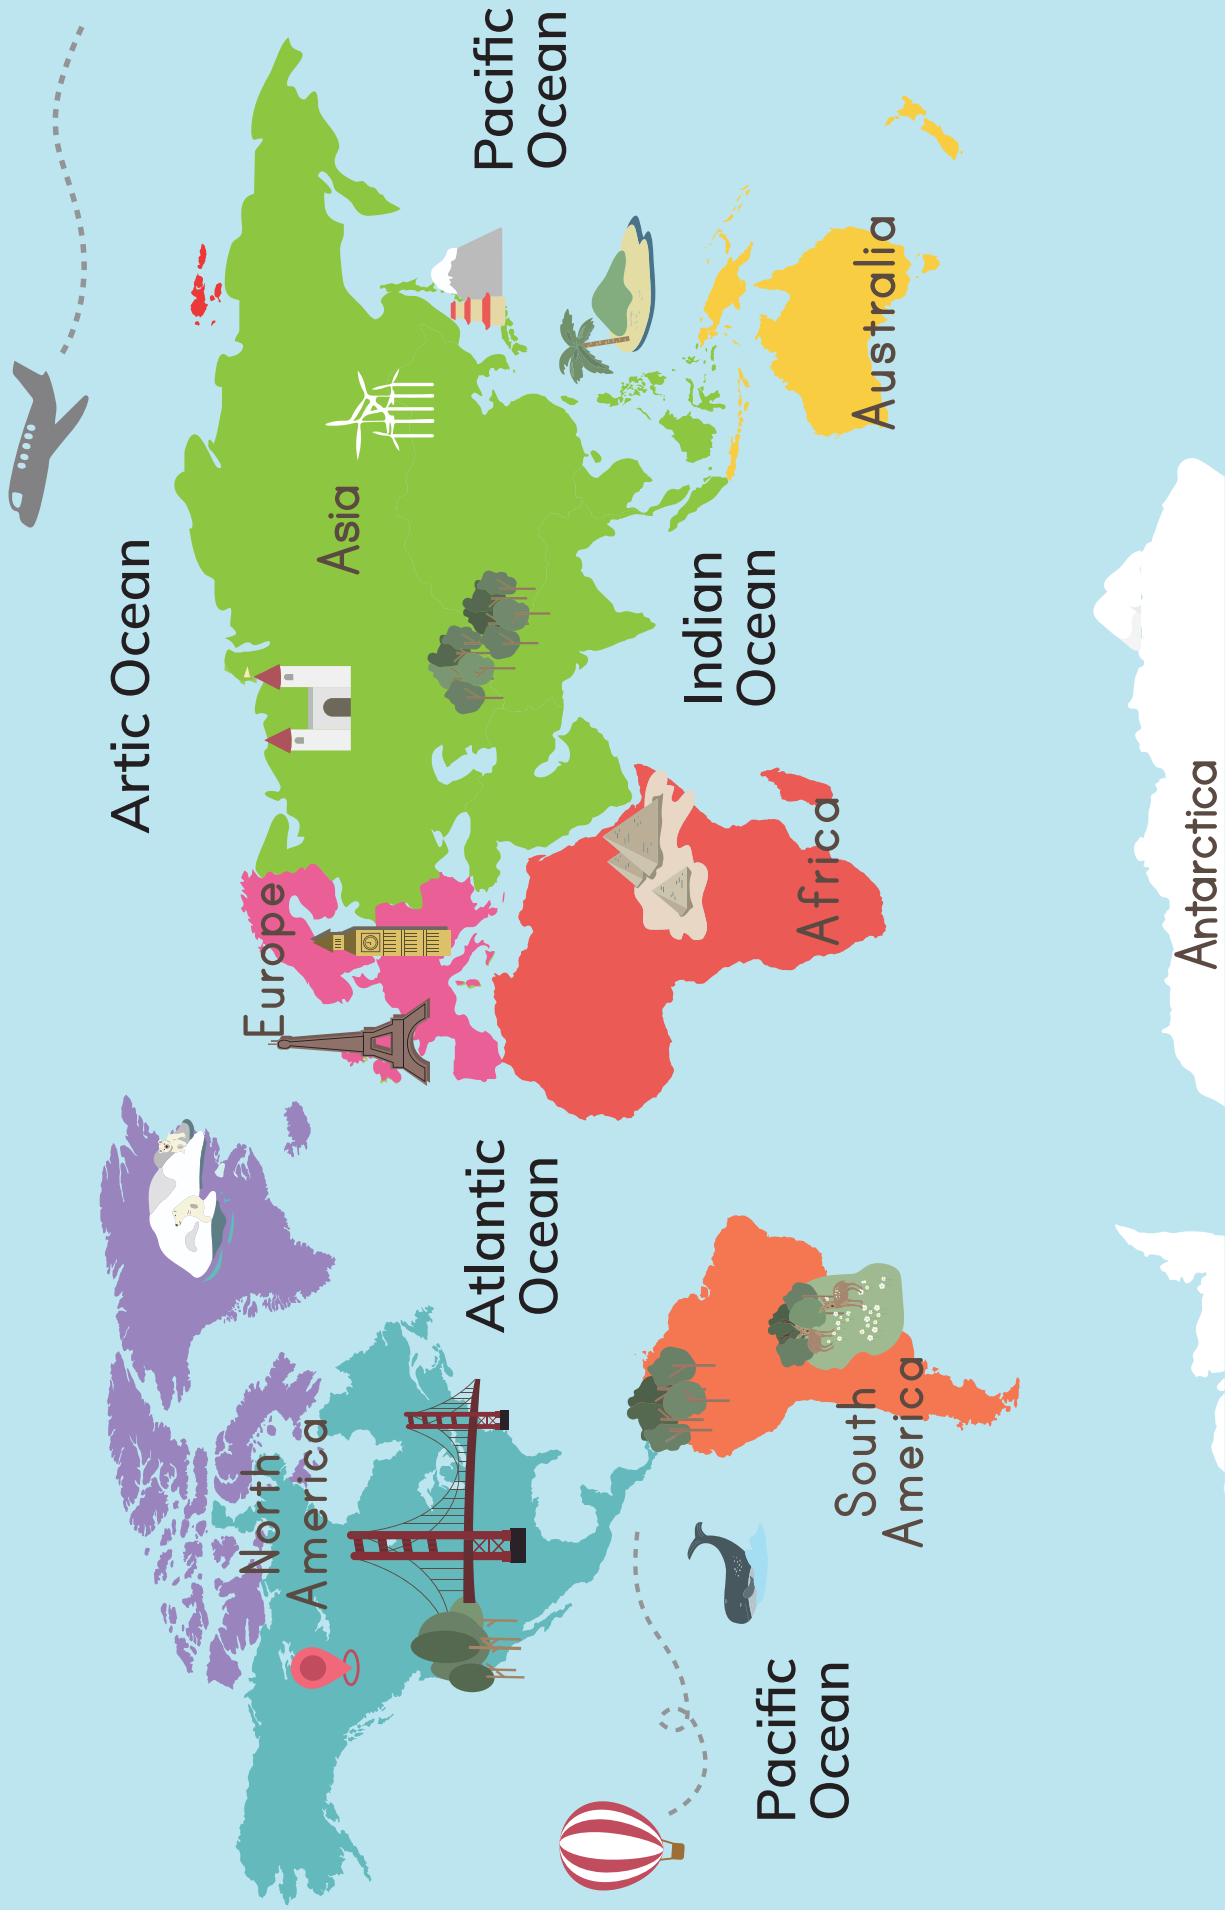 Artic Ocean
North
America
Europe
Asia
Atlantic
Ocean
Pacific
Ocean
Pacific
Ocean
Indian
Ocean
Africa
South
America
Australia
Antarctica